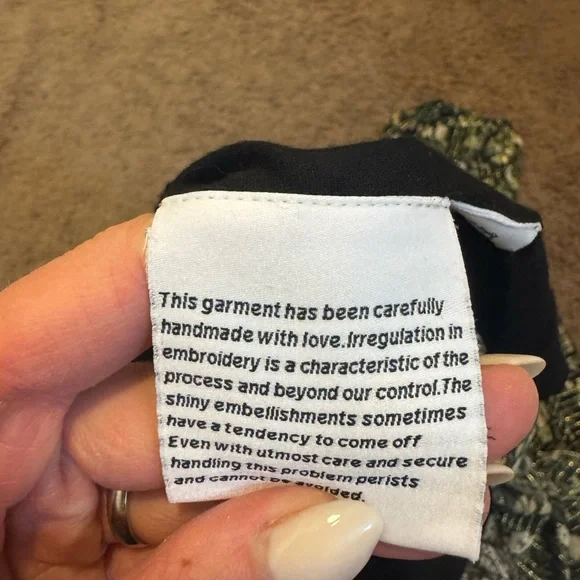 This garment has been carefully
handmade with love.Irregulation in
embroidery is a characteristic of the
process and beyond our control.The
shiny embellishments sometimes
have a tendency to come off
Even with utmost care and secure
handling this problem perists
and cannot be avoided.